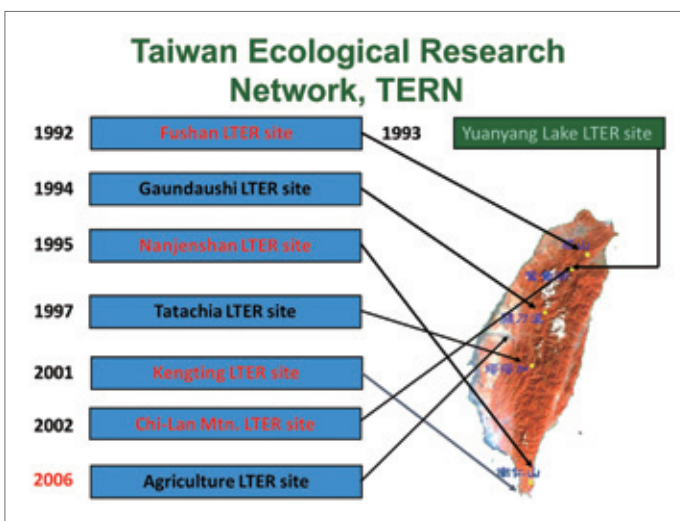 Taiwan Ecological Research
Network, TERN
1992 Fushan LTER site 1993 Yuanyang Lake LTER site
1994 Gaundaushi LTER site
1995 Nanjenshan LTER site
1997 Tatachia LTER site
2001 Kengting LTER site
2002 Chi-Lan Mtn. LTER site
2006 Agriculture LTER site